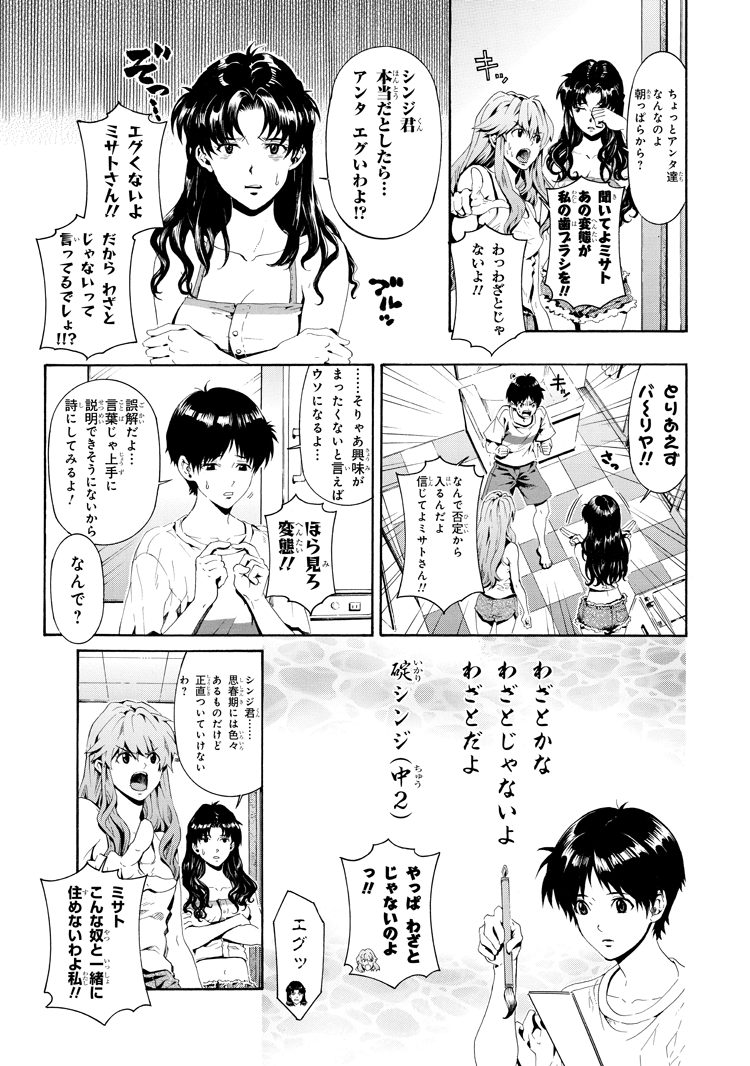 ちょっとアンタ達
なんなのよ
朝っぱらから?
キッ
聞いてよミサト
あの変態が
私の歯ブラシを!!
わっわざとじゃ
ないよ!!
シンジ君
本当だとしたら…
アンタ エグいわよ!?
ぞっ…
ブルッ
エグくないよ
ミサトさん!!
だから わざと
じゃないって
言ってるでしょ!!?
とりあえず
バ〜リヤ!!
キッ
なんで否定から
入るんだよ
信じてよミサトさん!!
……そりゃあ興味が
まったくないと言えば
ウソになるよ…
ほら見ろ
変態!!
誤解だよ…
言葉じゃ上手に
説明できそうにないから
詩にしてみるよ!
なんで?
わざとかな
わざとじゃないよ
わざとだよ
碇シンジ(中2)
やっぱ わざと
じゃないのよ
っ!!
エグッ
シンジ君……
思春期には色々
あるものだけど
正直ついていけない
わ?
ミサト
こんな奴と一緒に
住めないわよ私!!